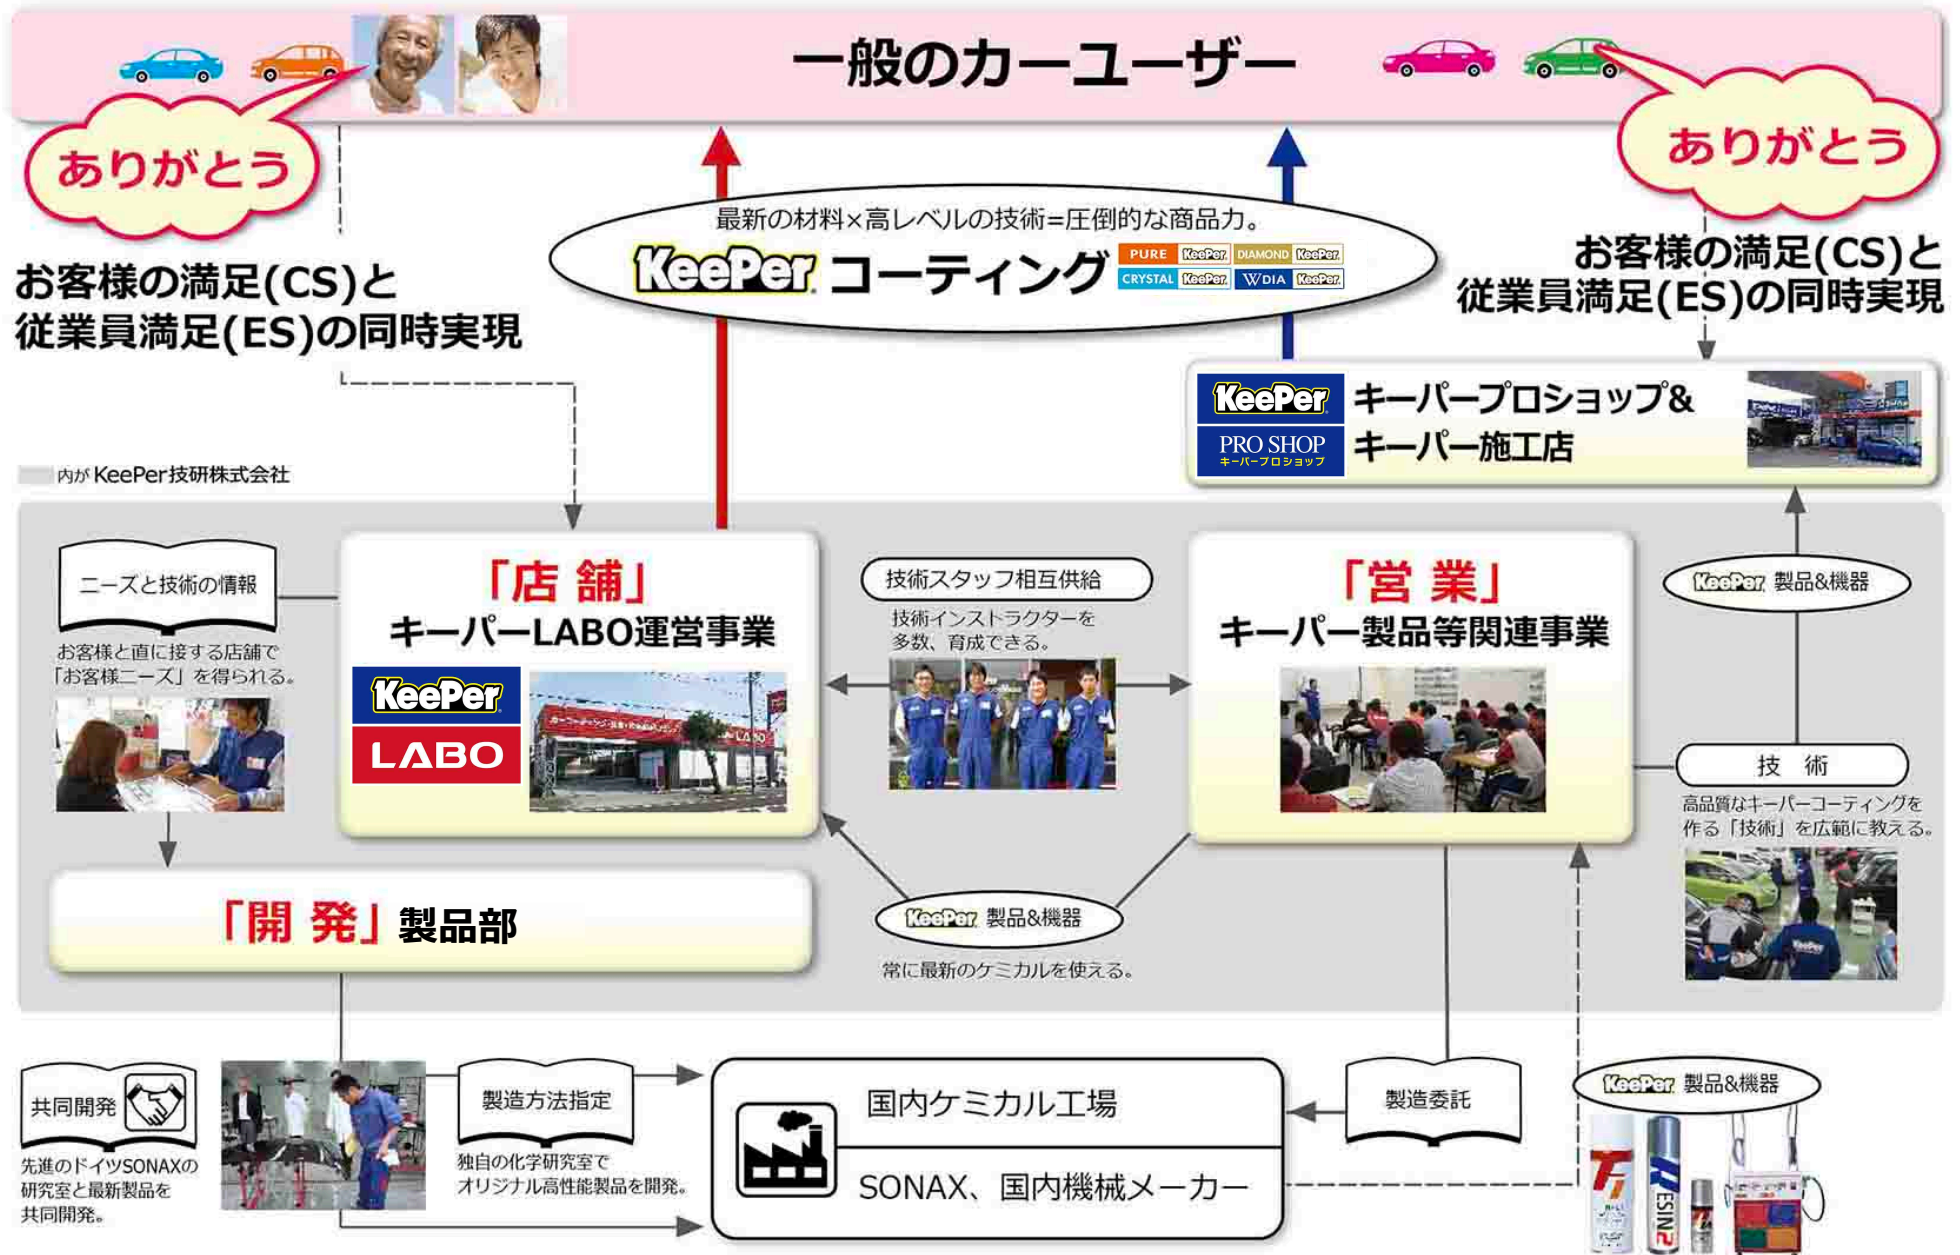 一般のカーユーザー
ありがとう
ありがとう
最新の材料×高レベルの技術=圧倒的な商品力。
KeePer コーティング
PURE KeePer DIAMOND KeePer
CRYSTAL KeePer W DIA KeePer
お客様の満足(CS)と
従業員満足(ES)の同時実現
お客様の満足(CS)と
従業員満足(ES)の同時実現
KeePer
PRO SHOP
キーパープロショップ
キーパープロショップ&
キーパー施工店
内がKeePer技研株式会社
ニーズと技術の情報
お客様と直に接する店舗で
「お客様ニーズ」を得られる。
「店 舗」
キーパーLABO運営事業
KeePer
LABO
技術スタッフ相互供給
技術インストラクターを
多数、育成できる。
「営 業」
キーパー製品等関連事業
KeePer 製品&機器
技 術
高品質なキーパーコーティングを
作る「技術」を広範に教える。
KeePer
「開 発」製品部
KeePer 製品&機器
常に最新のケミカルを使える。
共同開発
先進のドイツSONAXの
研究室と最新製品を
共同開発。
製造方法指定
独自の化学研究室で
オリジナル高性能製品を開発。
国内ケミカル工場
SONAX、国内機械メーカー
製造委託
KeePer 製品&機器
RESIN2